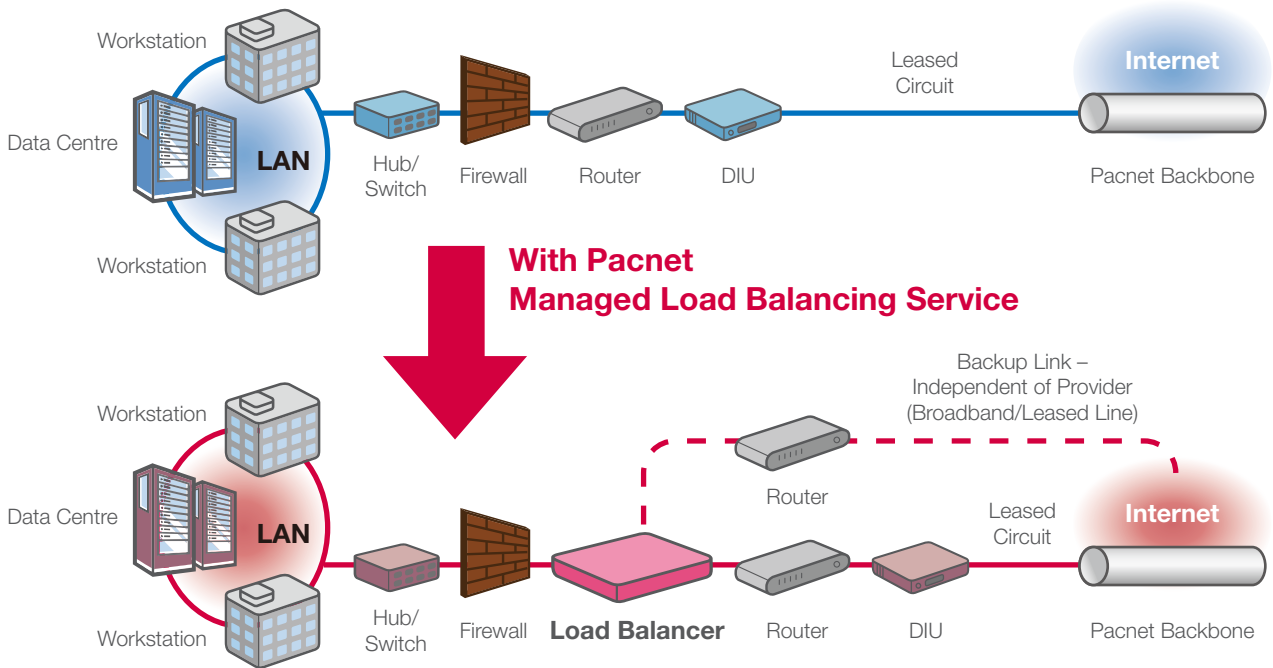 Workstation
Data Centre
LAN
Workstation
Hub/
Switch
Firewall
Router
DIU
Leased
Circuit
Internet
Pacnet Backbone
With Pacnet
Managed Load Balancing Service
Backup Link –
Independent of Provider
(Broadband/Leased Line)
Workstation
Data Centre
LAN
Workstation
Hub/
Switch
Firewall
Load Balancer
Router
Router
DIU
Leased
Circuit
Internet
Pacnet Backbone